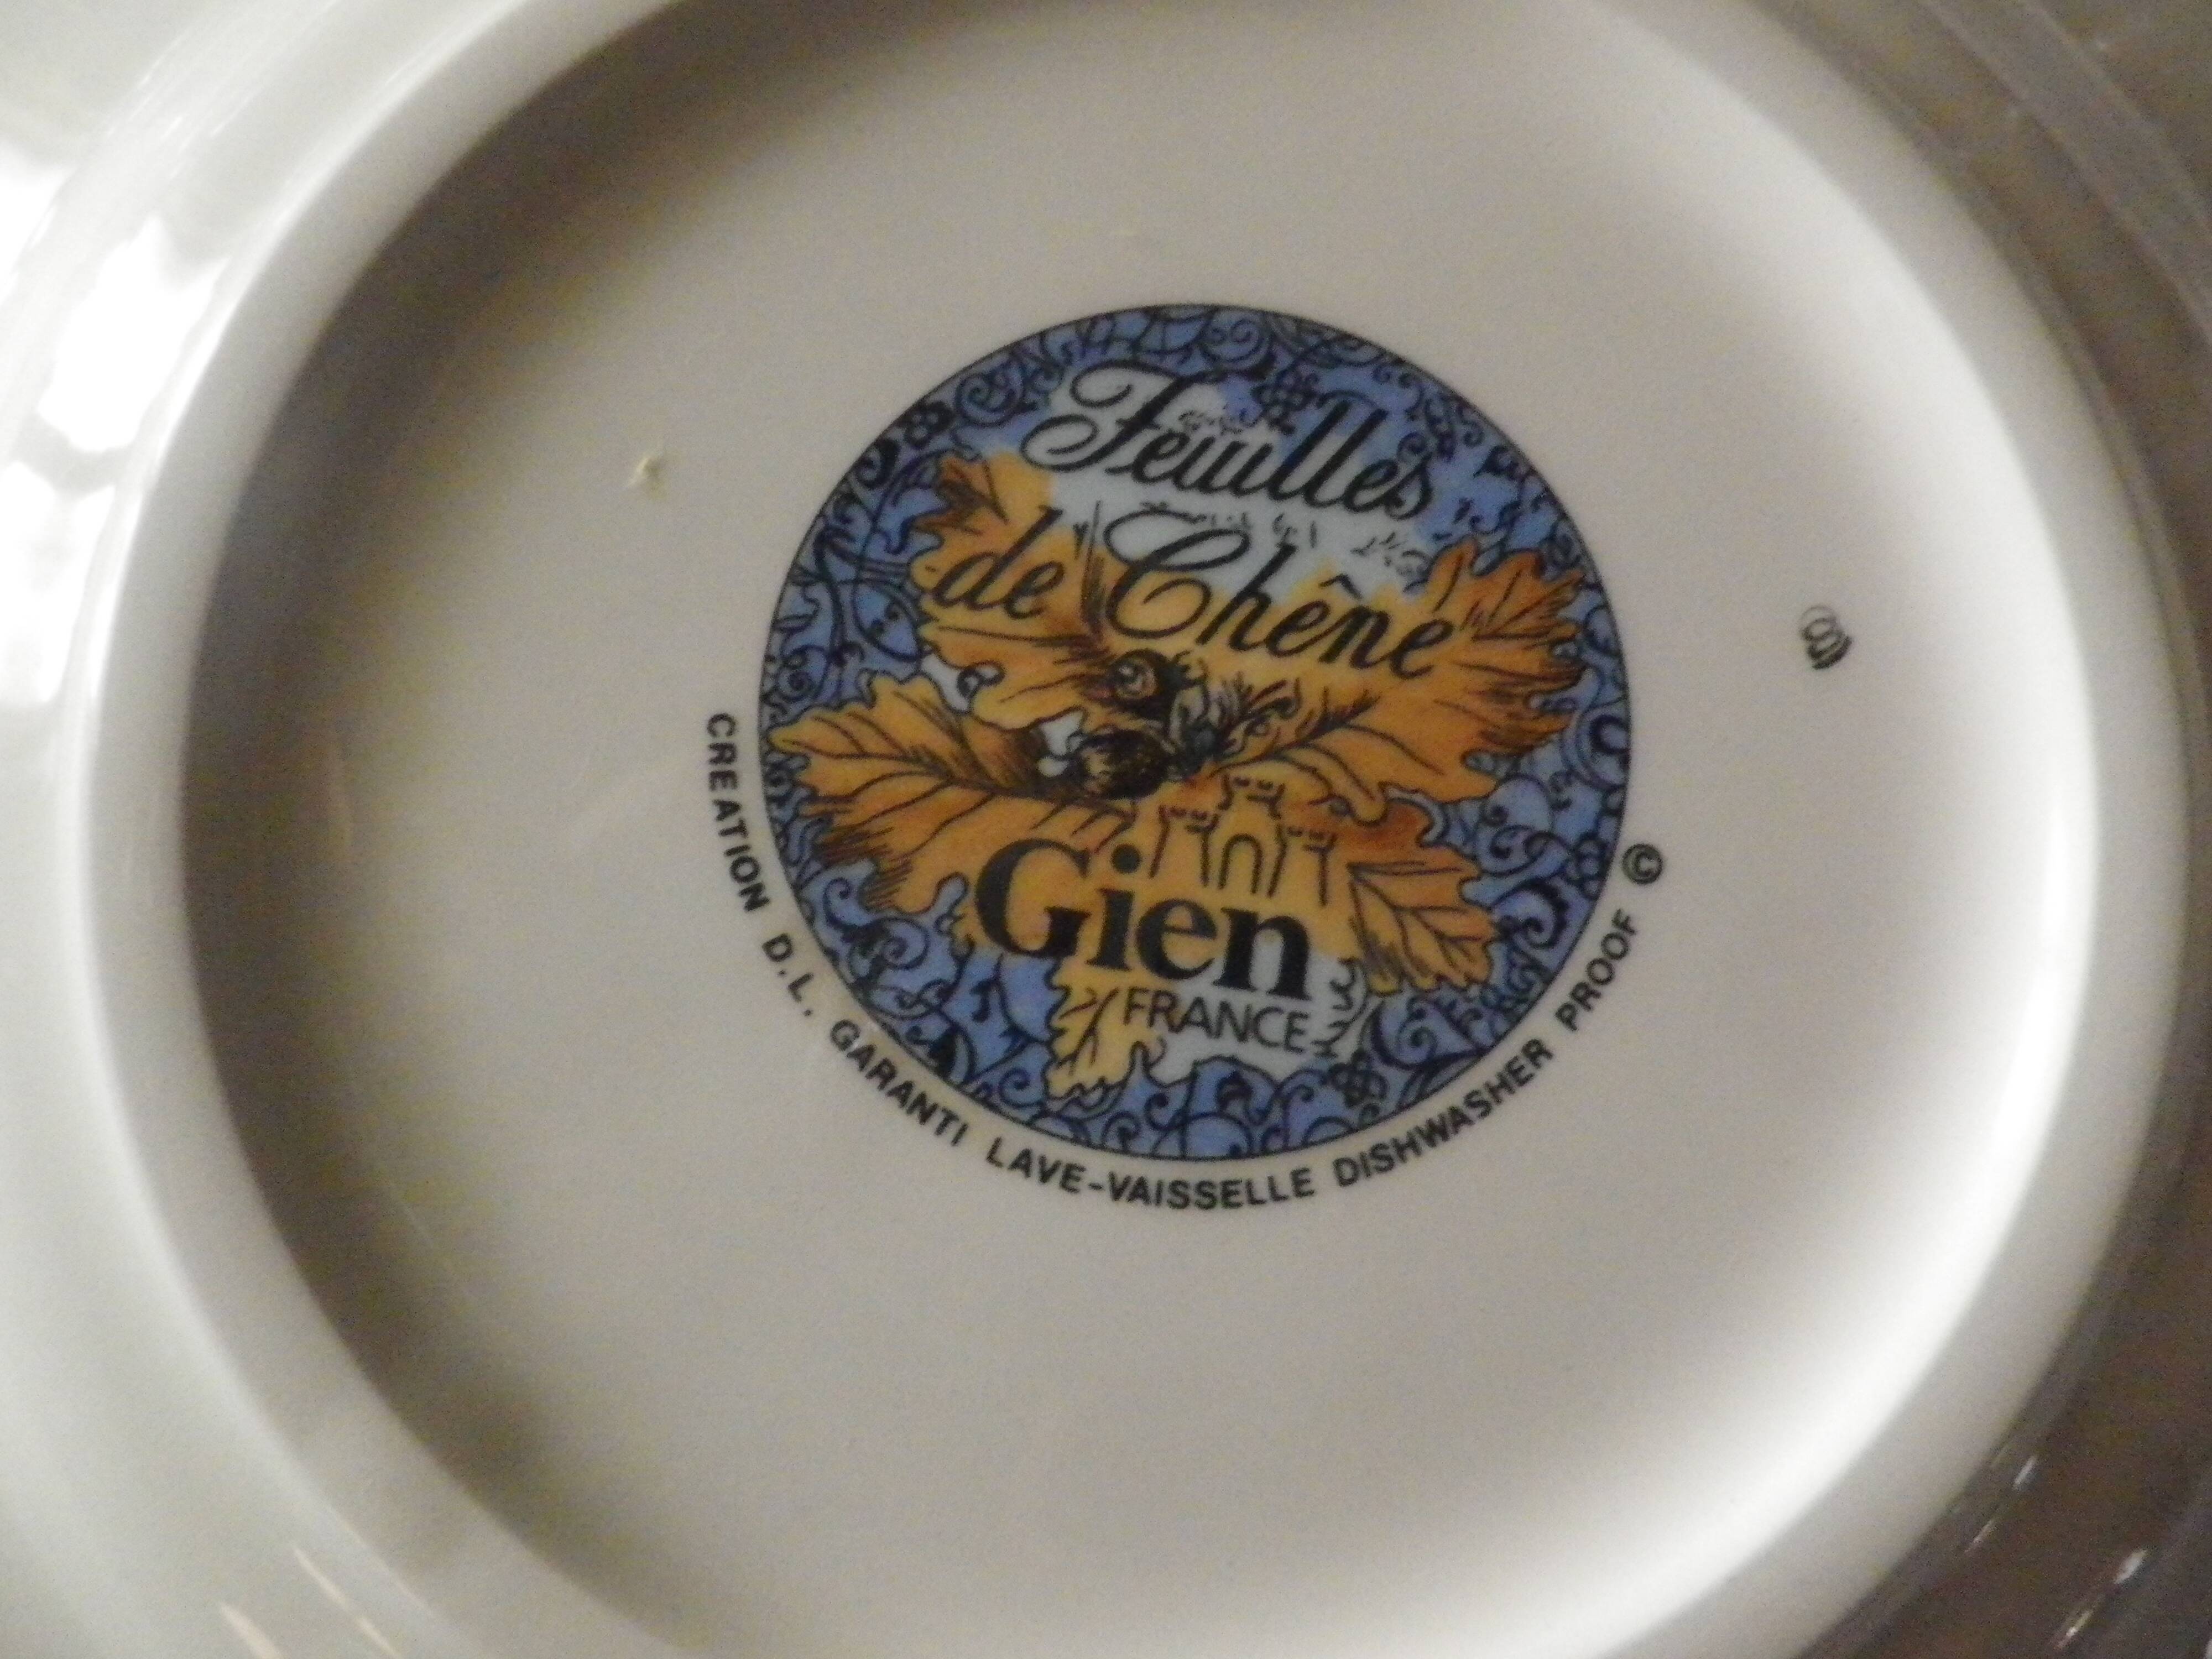 Feuilles
de Chêne
Gien
FRANCE
CREATION D.L. GARANTI LAVE-VAISSELLE DISHWASHER PROOF ©